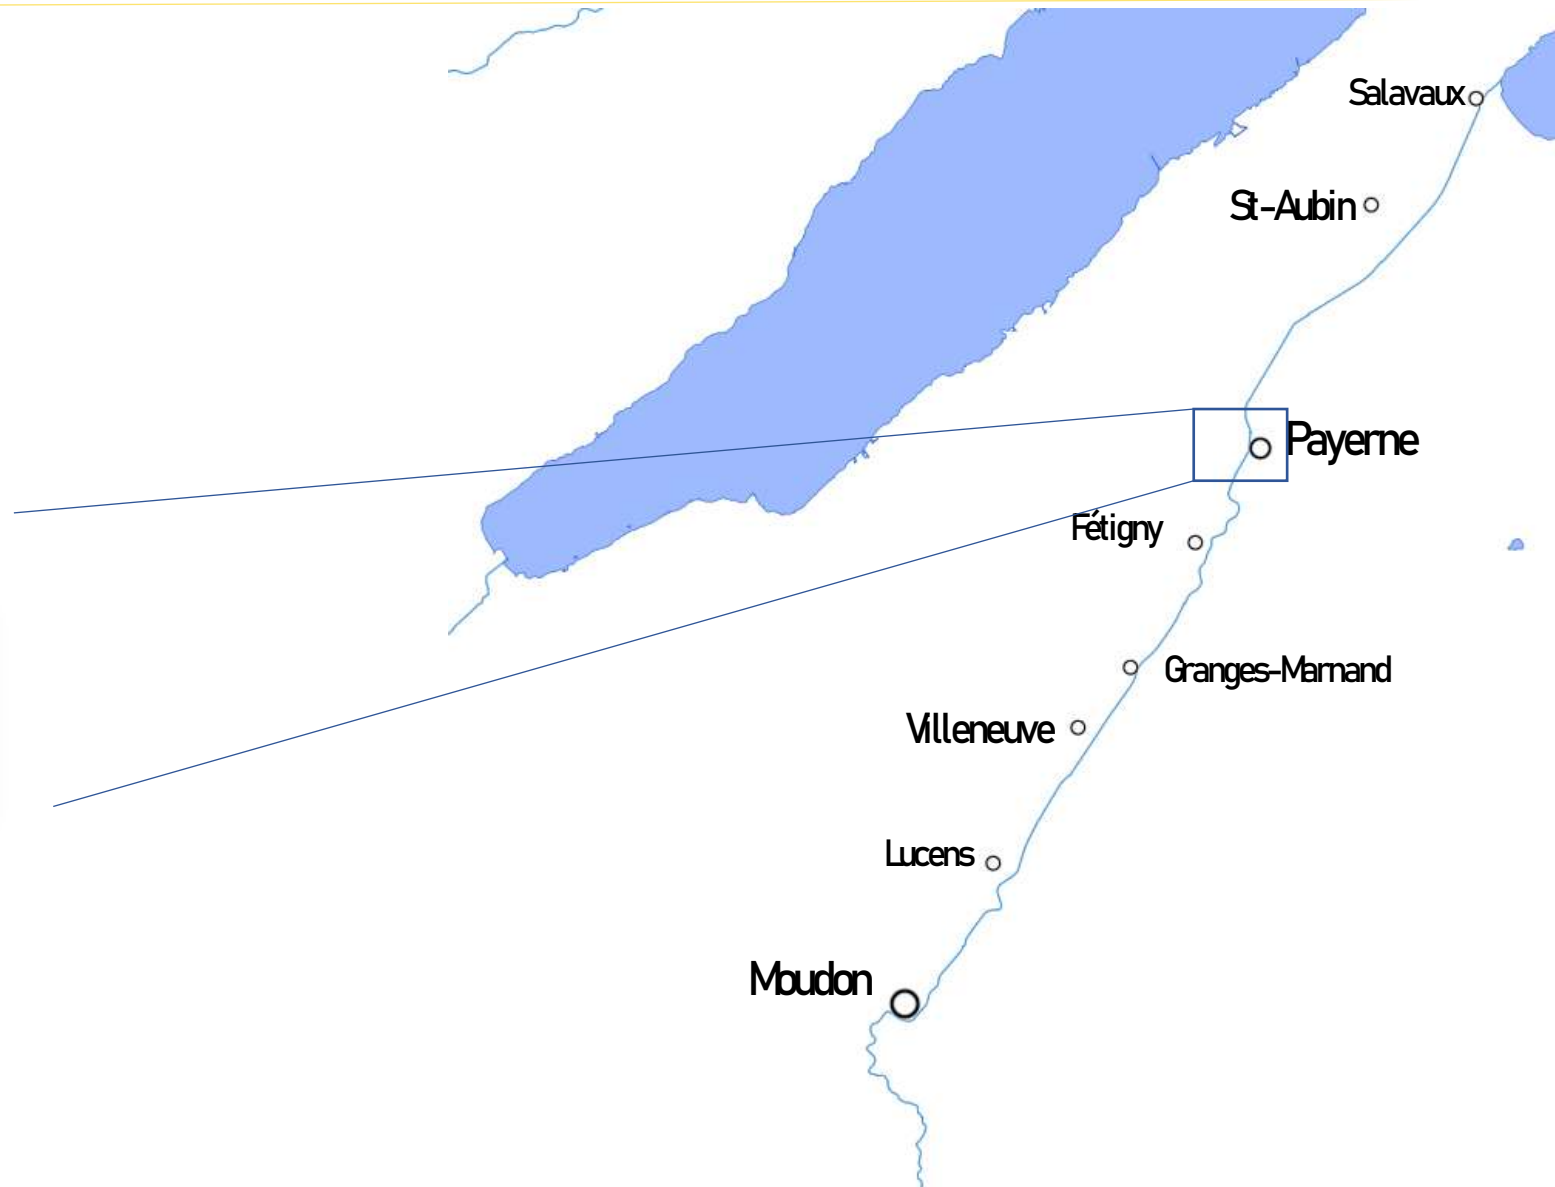 Salavaux
St-Aubin
Payerne
Fétigny
Granges-Marnand
Villeneuve
Lucens
Moudon